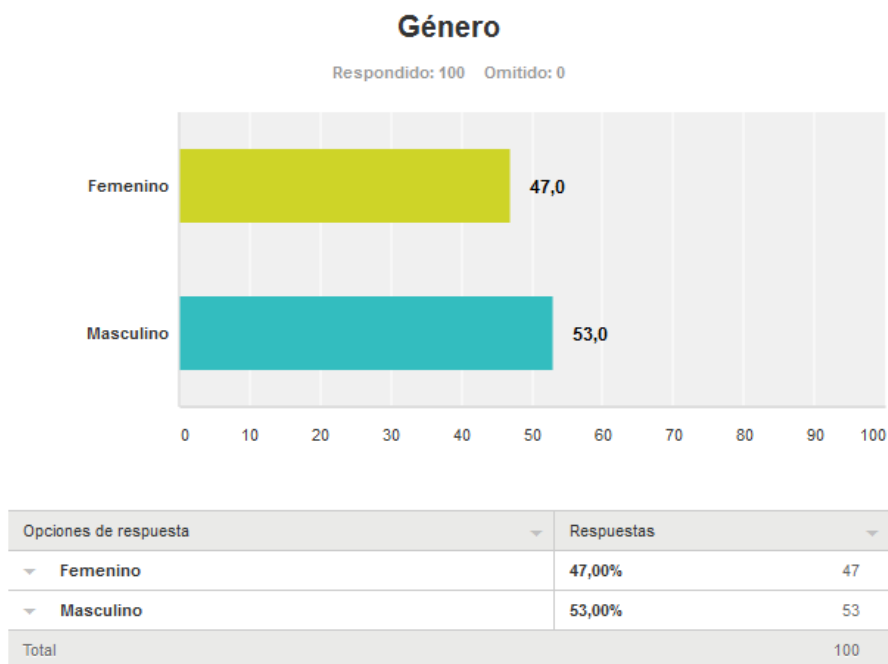 Género
Respondido: 100 Omitido: 0
Femenino
47,0
Masculino
53,0
0 10 20 30 40 50 60 70 80 90 100
Opciones de respuesta Respuestas
Femenino 47,00% 47
Masculino 53,00% 53
Total 100